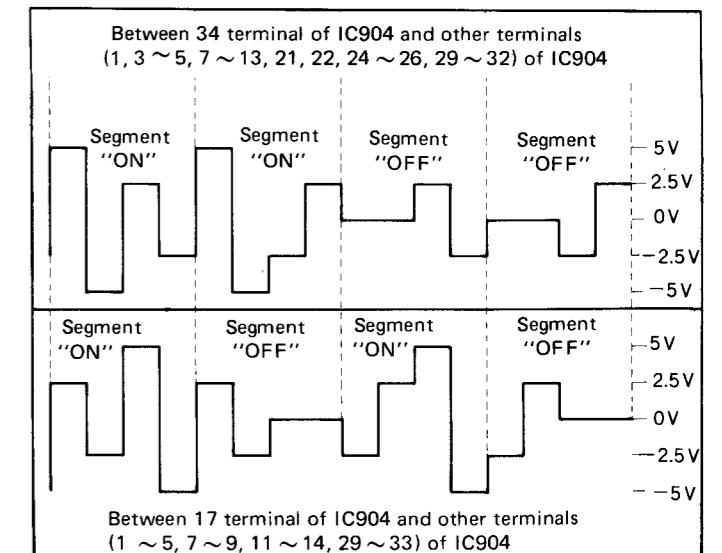 Between 34 terminal of IC904 and other terminals
(1, 3 ~ 5, 7 ~ 13, 21, 22, 24 ~ 26, 29 ~ 32) of IC904
Segment Segment Segment Segment
"ON" "ON" "OFF" "OFF"
5V
2.5V
0V
-2.5V
-5V
Segment Segment Segment Segment
"ON" "OFF" "ON" "OFF"
5V
2.5V
0V
-2.5V
-5V
Between 17 terminal of IC904 and other terminals
(1 ~ 5, 7 ~ 9, 11 ~ 14, 29 ~ 33) of IC904